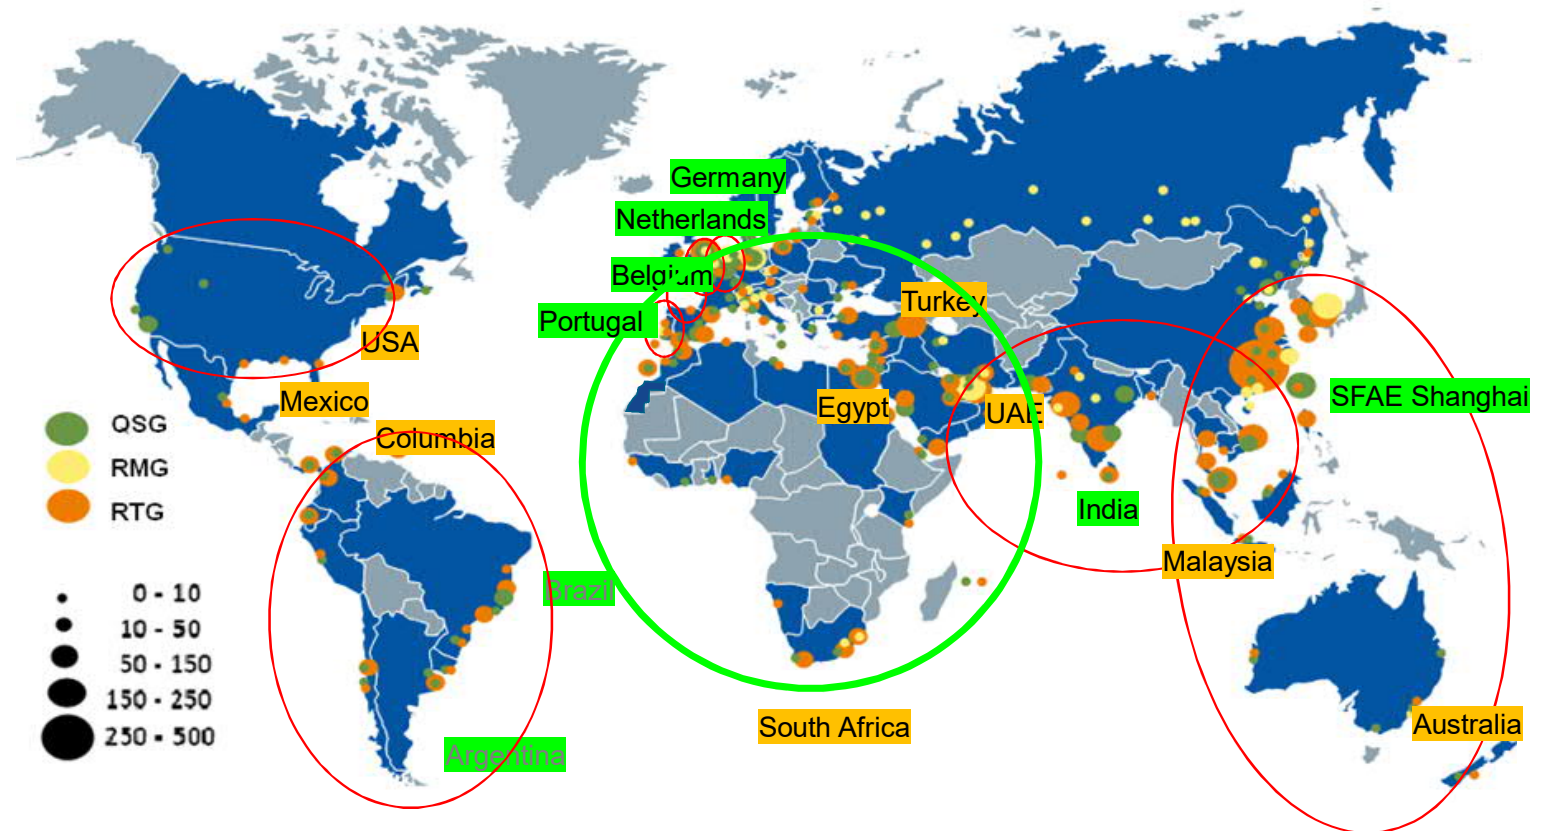 Germany
Netherlands
Belgium
Portugal
Turkey
USA
Mexico
Columbia
Egypt
UAE
SFAE Shanghai
India
Malaysia
Brazil
South Africa
Australia
Argentina
QSG
RMG
RTG
0 - 10
10 - 50
50 - 150
150 - 250
250 - 500